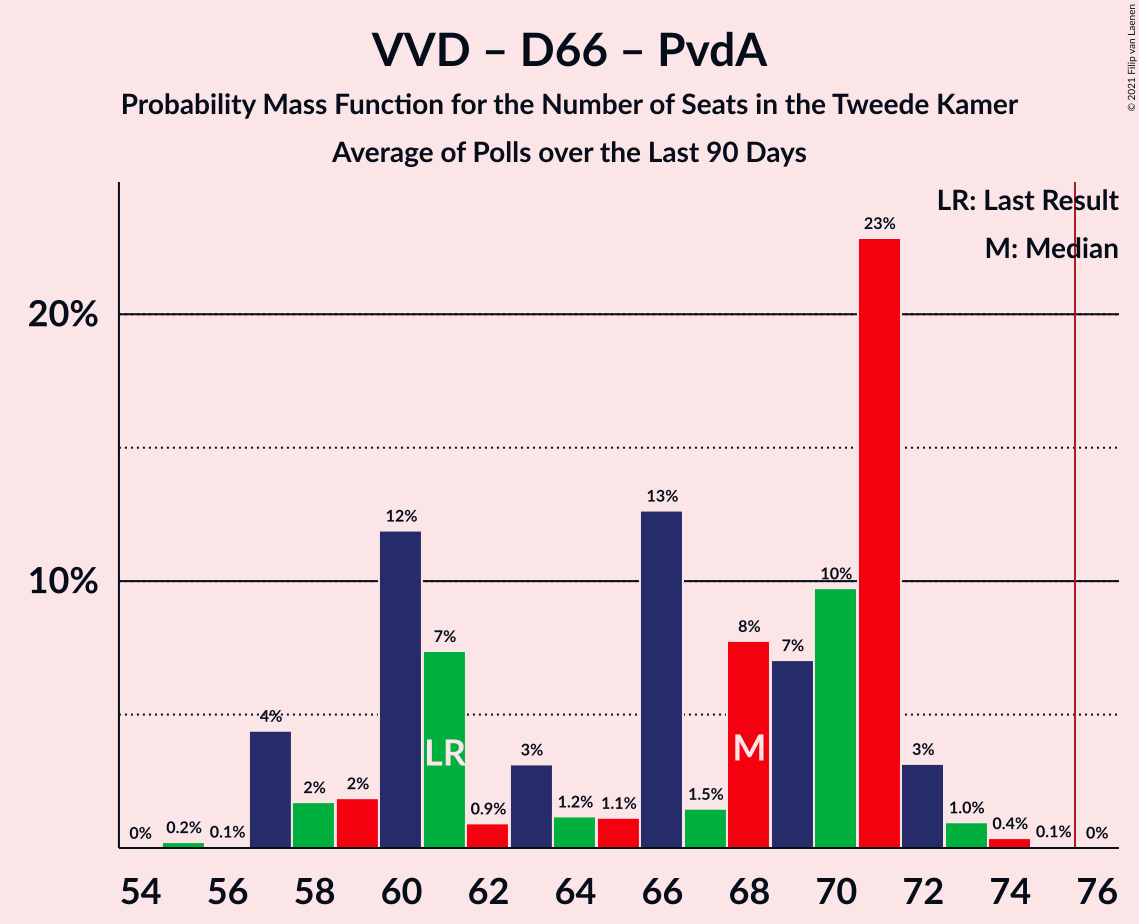 VVD – D66 – PvdA
Probability Mass Function for the Number of Seats in the Tweede Kamer
Average of Polls over the Last 90 Days
© 2021 Filip van Laenen
LR: Last Result
M: Median
20%
10%
0%
0.2%
0.1%
4%
2%
2%
12%
7%
0.9%
3%
1.2%
1.1%
13%
1.5%
8%
7%
10%
23%
3%
1.0%
0.4%
0.1%
0%
LR
M
54 56 58 60 62 64 66 68 70 72 74 76